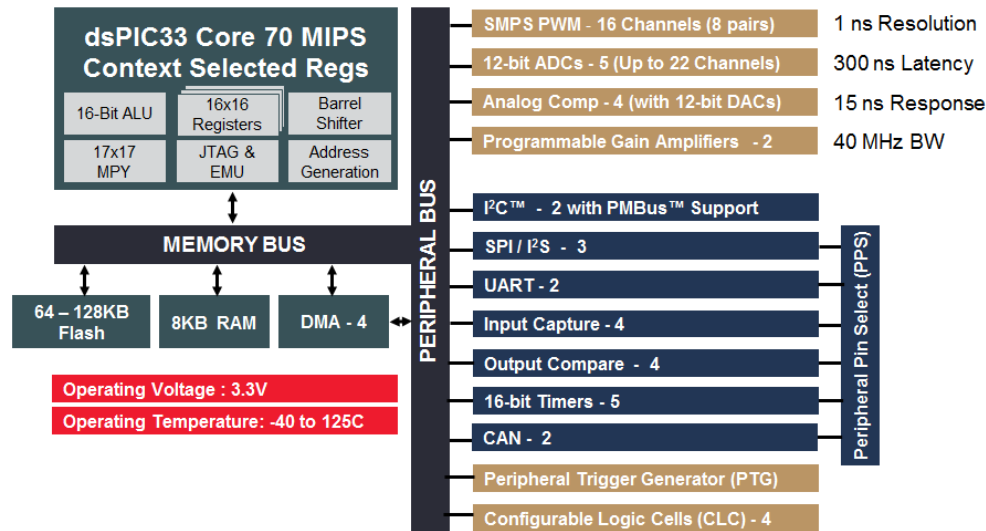 dsPIC33 Core 70 MIPS
Context Selected Regs
16-Bit ALU
16x16
Registers
Barrel
Shifter
17x17
MPY
JTAG &
EMU
Address
Generation
MEMORY BUS
64 – 128KB
Flash
8KB RAM
DMA - 4
Operating Voltage : 3.3V
Operating Temperature: -40 to 125C
PERIPHERAL BUS
SMPS PWM - 16 Channels (8 pairs)
1 ns Resolution
12-bit ADCs - 5 (Up to 22 Channels)
300 ns Latency
Analog Comp - 4 (with 12-bit DACs)
15 ns Response
Programmable Gain Amplifiers - 2
40 MHz BW
I²C™ - 2 with PMBus™ Support
SPI / I²S - 3
UART - 2
Input Capture - 4
Output Compare - 4
16-bit Timers - 5
CAN - 2
Peripheral Pin Select (PPS)
Peripheral Trigger Generator (PTG)
Configurable Logic Cells (CLC) - 4